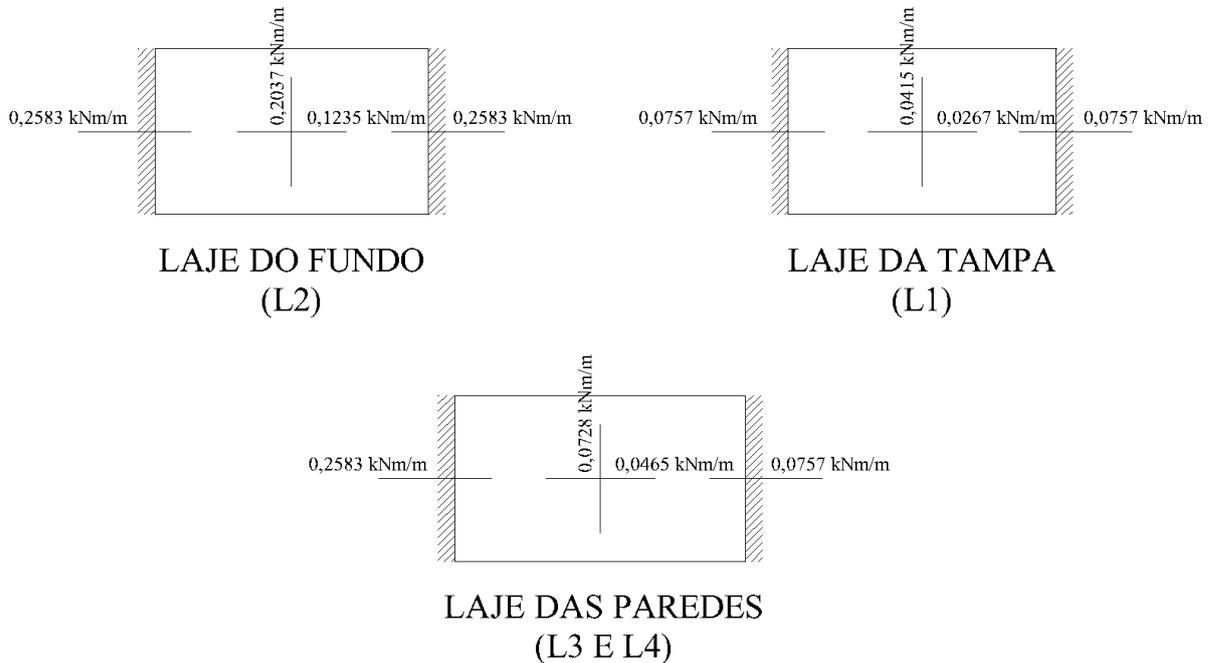 0,2583 kNm/m
0,2037 kNm/m
0,1235 kNm/m
0,2583 kNm/m
LAJE DO FUNDO
(L2)
0,0757 kNm/m
0,0415 kNm/m
0,0267 kNm/m
0,0757 kNm/m
LAJE DA TAMPA
(L1)
0,2583 kNm/m
0,0728 kNm/m
0,0465 kNm/m
0,0757 kNm/m
LAJE DAS PAREDES
(L3 E L4)